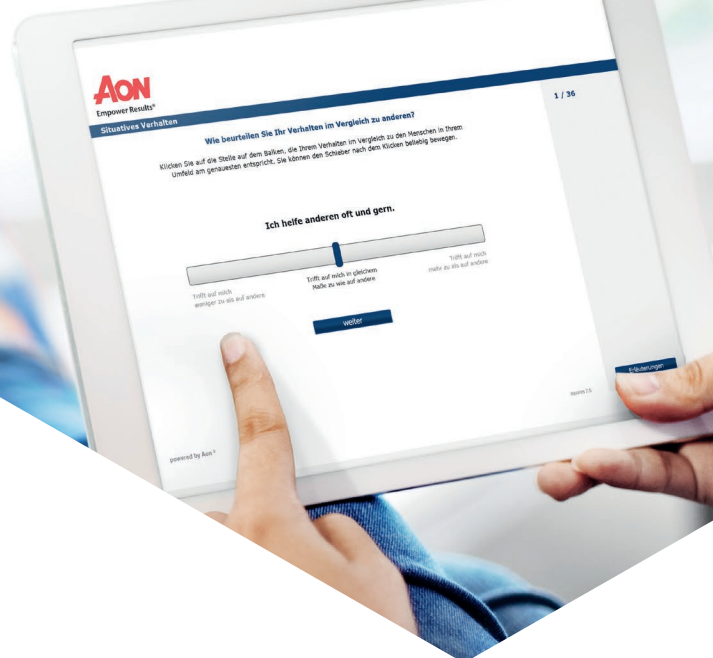 AON
Empower Results®
Situatives Verhalten
1 / 36
Wie beurteilen Sie Ihr Verhalten im Vergleich zu anderen?
Klicken Sie auf die Stelle auf dem Balken, die Ihrem Verhalten im Vergleich zu den Menschen in Ihrem
Umfeld am genauesten entspricht. Sie können den Schieber nach dem Klicken beliebig bewegen.
Ich helfe anderen oft und gern.
Trifft auf mich
weniger zu als auf andere
Trifft auf mich in gleichem
Maße zu wie auf andere
Trifft auf mich
mehr zu als auf andere
weiter
Erläuterungen
powered by Aon®